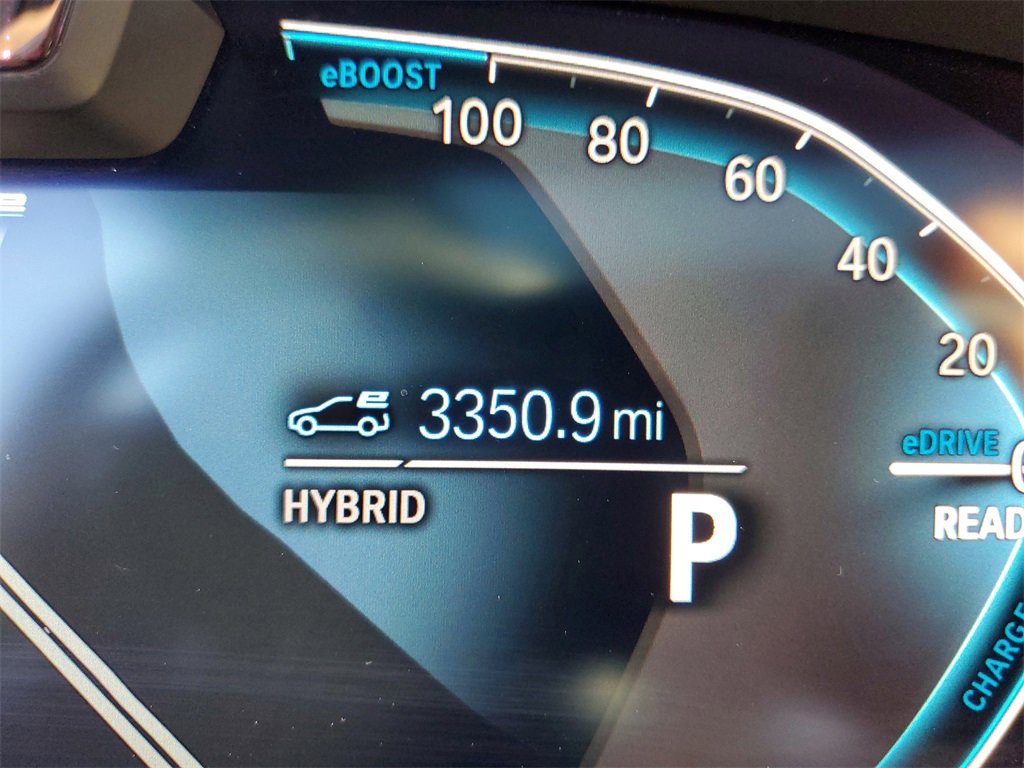 eBOOST
100
80
60
40
20
e 3350.9 mi
eDRIVE
HYBRID
READ
P
CHARGE